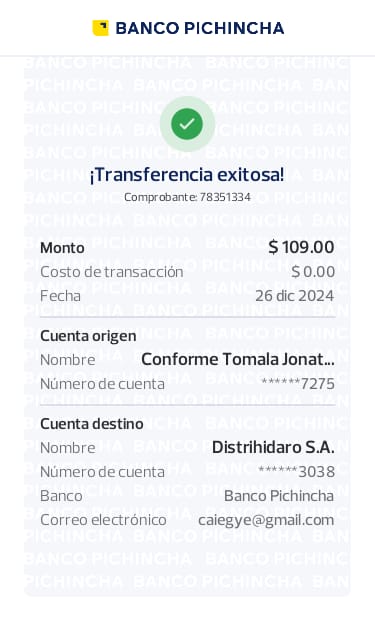 BANCO PICHINCHA
¡Transferencia exitosa!
Comprobante: 78351334
Monto $ 109.00
Costo de transacción $ 0.00
Fecha 26 dic 2024
Cuenta origen
Nombre Conforme Tomala Jonat...
Número de cuenta ******7275
Cuenta destino
Nombre Distrihidaro S.A.
Número de cuenta ******3038
Banco Banco Pichincha
Correo electrónico caiegye@gmail.com